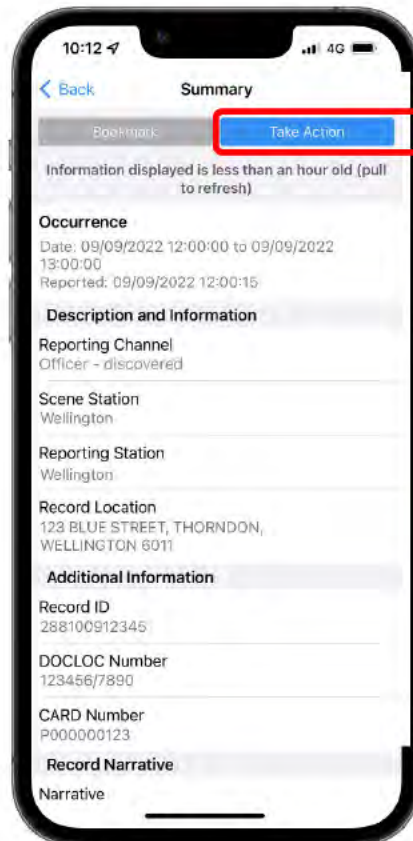 10:12
4G
Back
Summary
Bookmark
Take Action
Information displayed is less than an hour old (pull
to refresh)
Occurrence
Date: 09/09/2022 12:00:00 to 09/09/2022
13:00:00
Reported: 09/09/2022 12:00:15
Description and Information
Reporting Channel
Officer - discovered
Scene Station
Wellington
Reporting Station
Wellington
Record Location
123 BLUE STREET, THORNDON,
WELLINGTON 6011
Additional Information
Record ID
288100912345
DOCLOC Number
123456/7890
CARD Number
P000000123
Record Narrative
Narrative